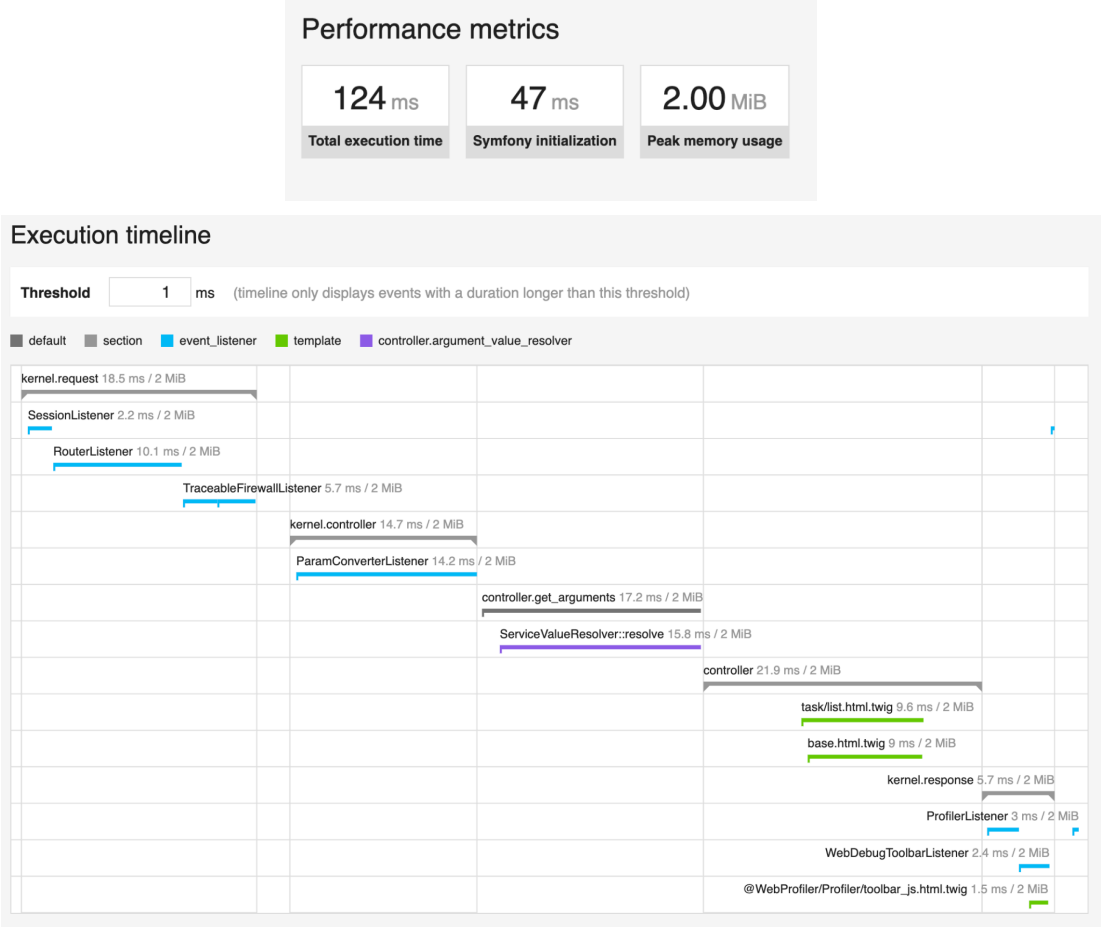 Performance metrics
124 ms 47 ms 2.00 MiB
Total execution time Symfony initialization Peak memory usage
Execution timeline
Threshold 1 ms (timeline only displays events with a duration longer than this threshold)
default section event_listener template controller.argument_value_resolver
kernel.request 18.5 ms / 2 MiB
SessionListener 2.2 ms / 2 MiB
RouterListener 10.1 ms / 2 MiB
TraceableFirewallListener 5.7 ms / 2 MiB
kernel.controller 14.7 ms / 2 MiB
ParamConverterListener 14.2 ms / 2 MiB
controller.get_arguments 17.2 ms / 2 MiB
ServiceValueResolver::resolve 15.8 ms / 2 MiB
controller 21.9 ms / 2 MiB
task/list.html.twig 9.6 ms / 2 MiB
base.html.twig 9 ms / 2 MiB
kernel.response 5.7 ms / 2 MiB
ProfilerListener 3 ms / 2 MiB
WebDebugToolbarListener 2.4 ms / 2 MiB
@WebProfiler/Profiler/toolbar_js.html.twig 1.5 ms / 2 MiB